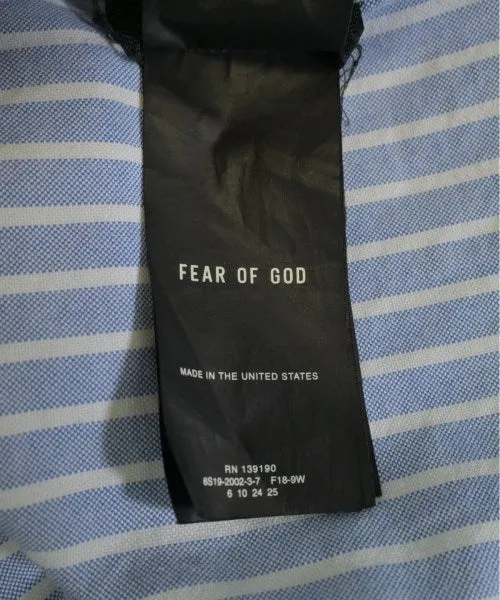 FEAR OF GOD
MADE IN THE UNITED STATES
RN 139190
6S19-2002-3-7 F18-9W
6 10 24 25